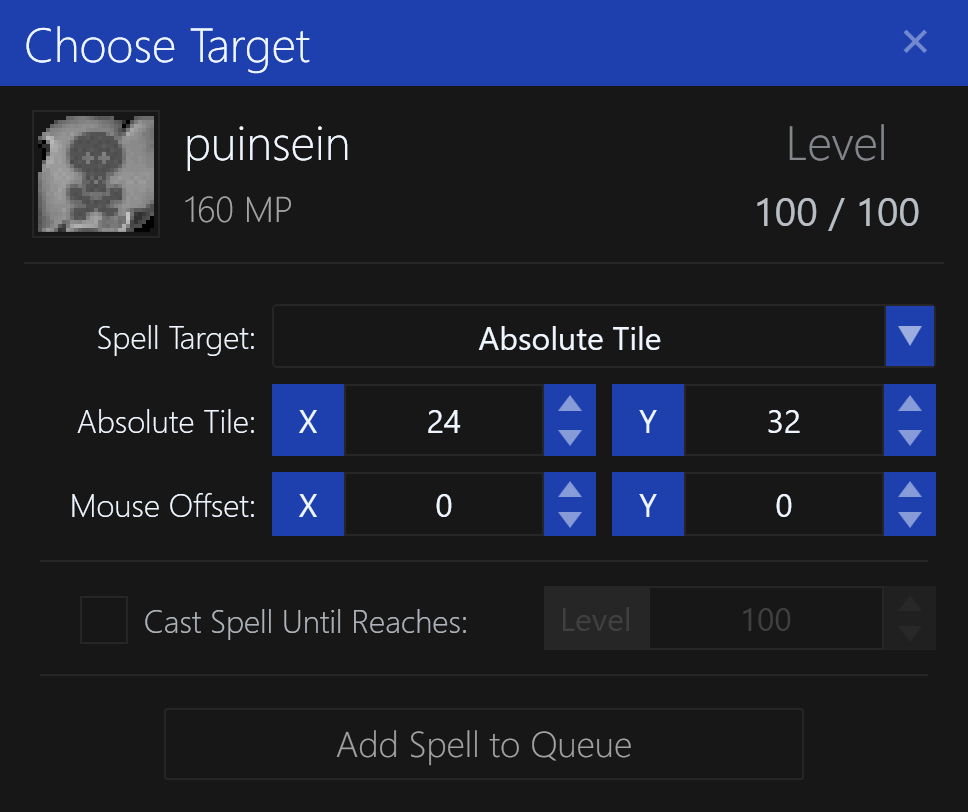 Choose Target
puinsein
Level
160 MP
100 / 100
Spell Target: Absolute Tile
Absolute Tile: X 24 Y 32
Mouse Offset: X 0 Y 0
Cast Spell Until Reaches: Level 100
Add Spell to Queue